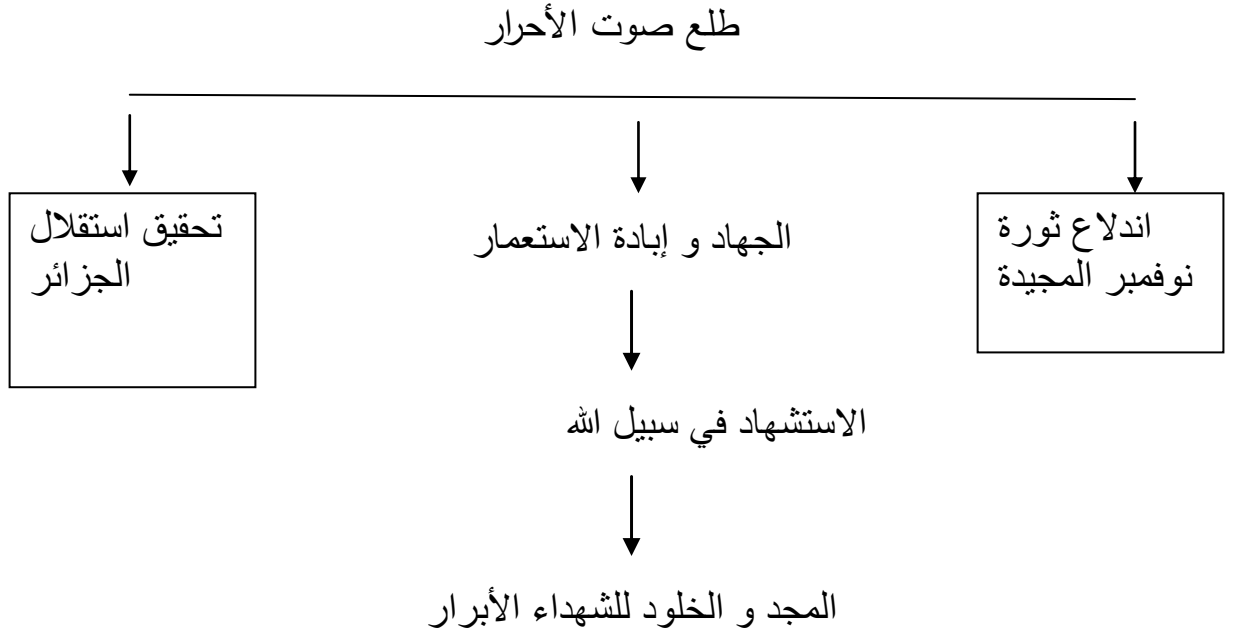 طلع صوت الأحرار
اندلاع ثورة
نوفمبر المجيدة
الجهاد و إبادة الاستعمار
تحقيق استقلال
الجزائر
الاستشهاد في سبيل الله
المجد و الخلود للشهداء الأبرار